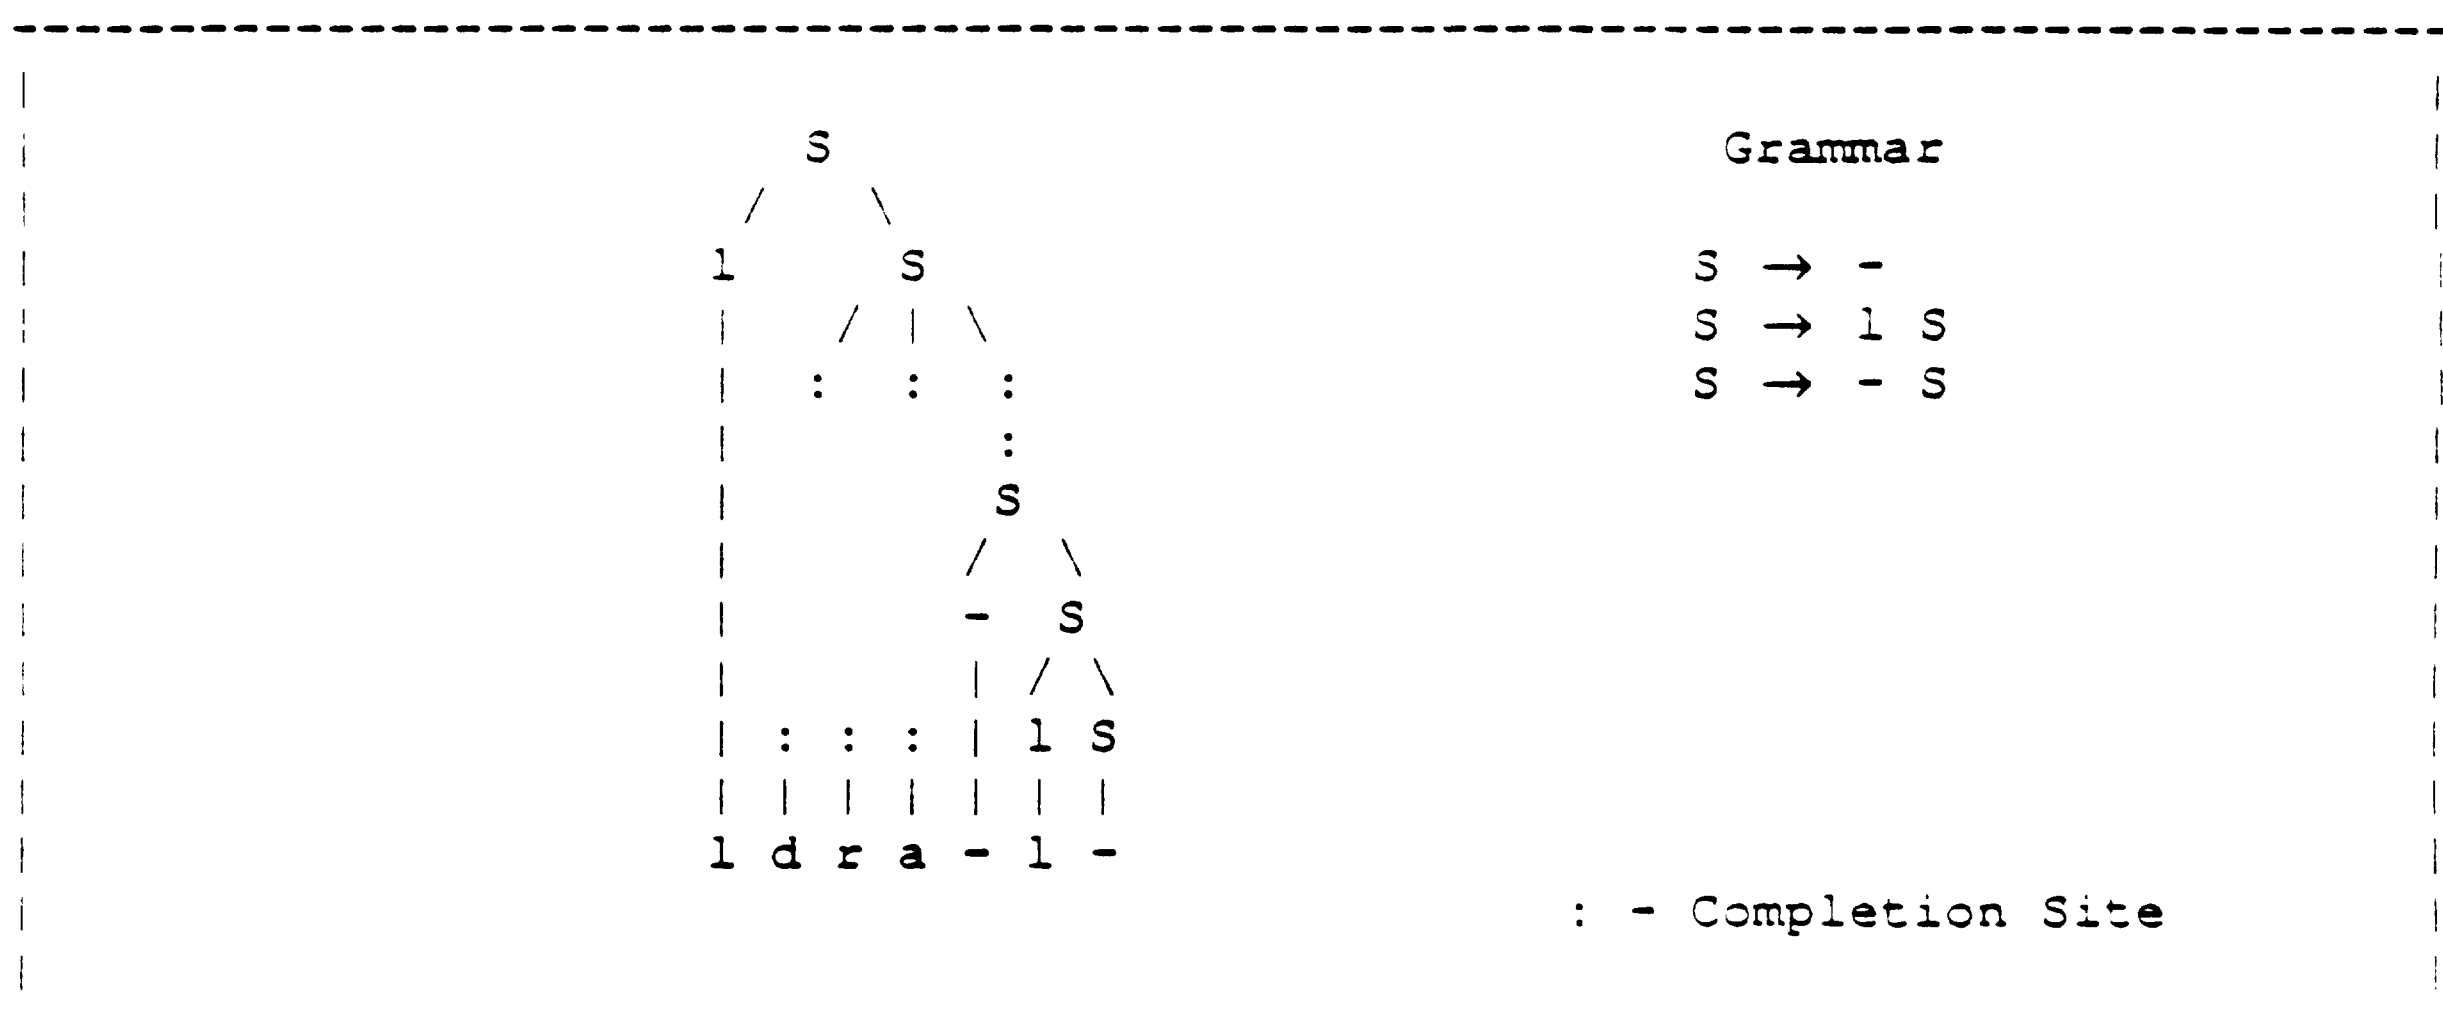 S Grammar
/ \
l S S → -
| / | \ S → l S
| : : : S → - S
| :
| S
| / \
| - S
| | / \
| : : : | l S
| | | | | | |
l d r a - l -
: - Completion Site